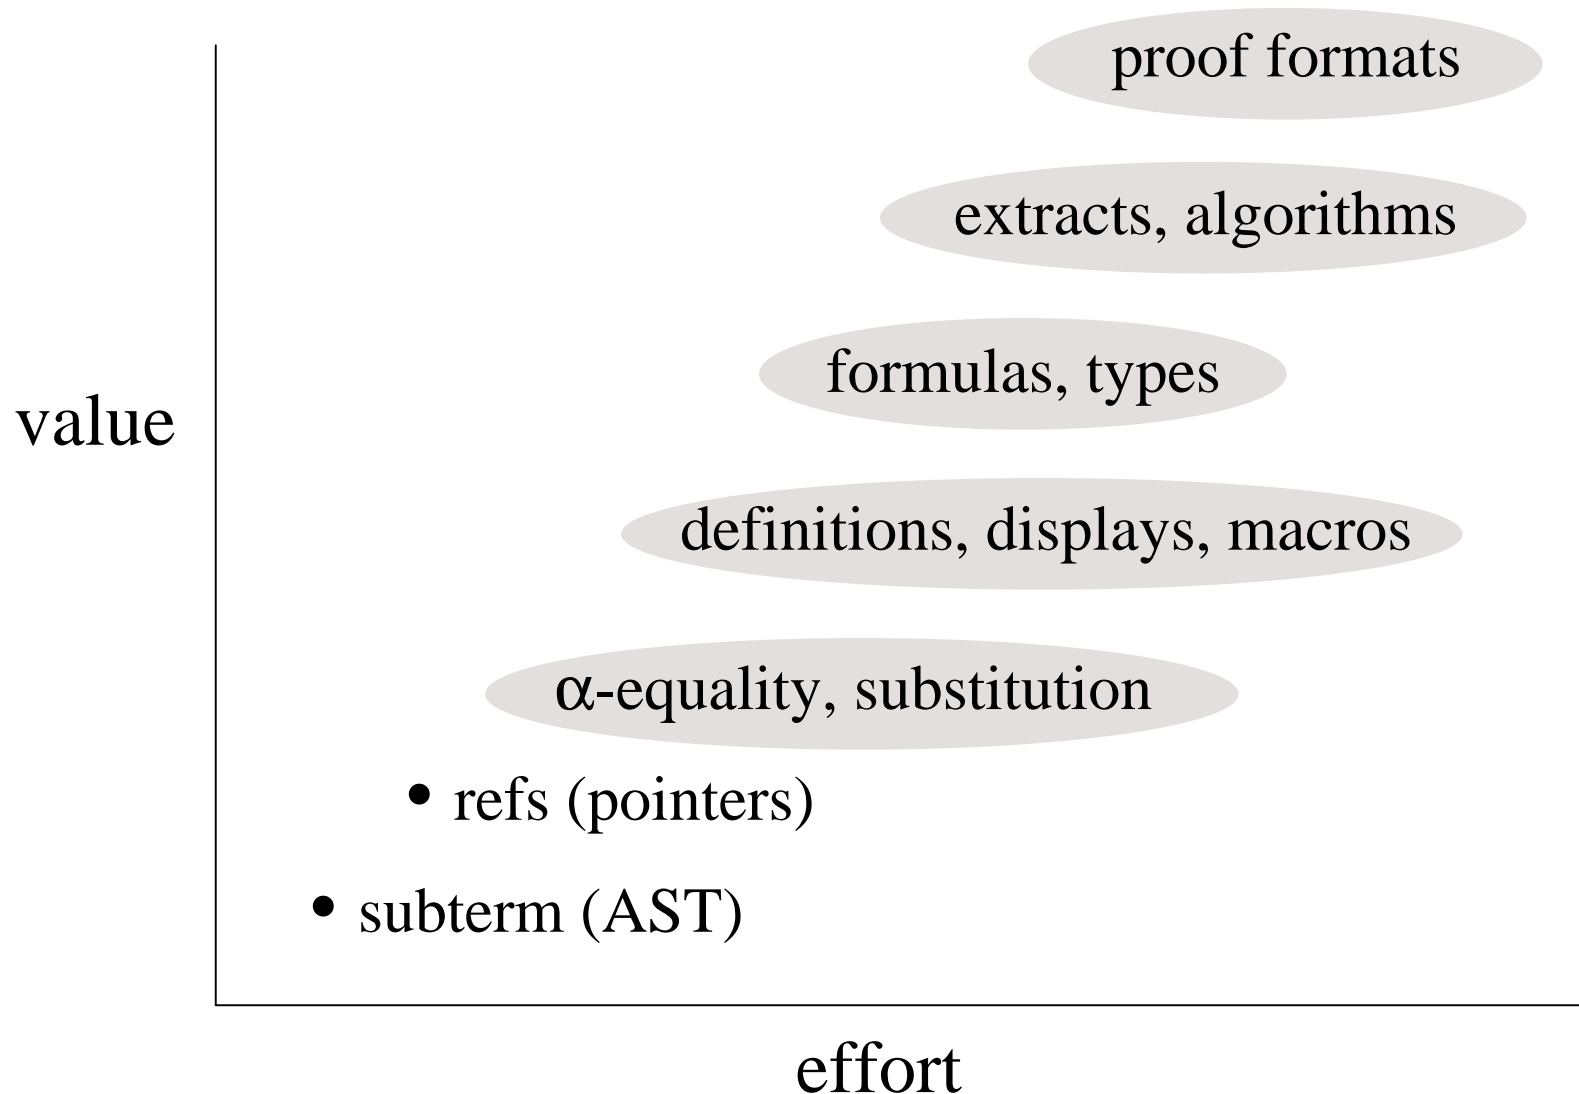 proof formats
extracts, algorithms
formulas, types
value
definitions, displays, macros
α-equality, substitution
• refs (pointers)
• subterm (AST)
effort